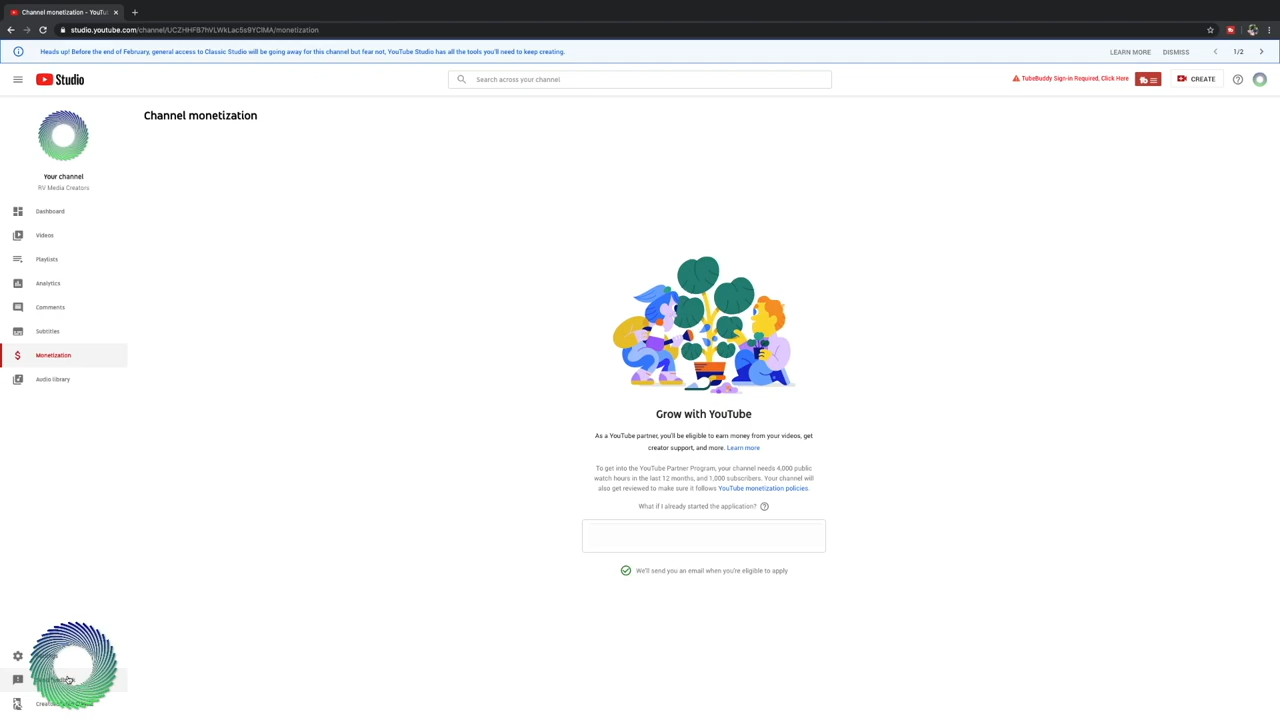 Channel monetization - YouTu
studio.youtube.com/channel/UCZHHFB7hVLWkLac5s9YCIMA/monetization
Heads up! Before the end of February, general access to Classic Studio will be going away for this channel but fear not, YouTube Studio has all the tools you'll need to keep creating.
LEARN MORE
DISMISS
1/2
Studio
Search across your channel
TubeBuddy Sign-in Required, Click Here
CREATE
Channel monetization
Your channel
RV Media Creators
Dashboard
Videos
Playlists
Analytics
Comments
Subtitles
Monetization
Audio library
Grow with YouTube
As a YouTube partner, you'll be eligible to earn money from your videos, get
creator support, and more. Learn more
To get into the YouTube Partner Program, your channel needs 4,000 public
watch hours in the last 12 months, and 1,000 subscribers. Your channel will
also get reviewed to make sure it follows YouTube monetization policies.
What if I already started the application?
We'll send you an email when you're eligible to apply